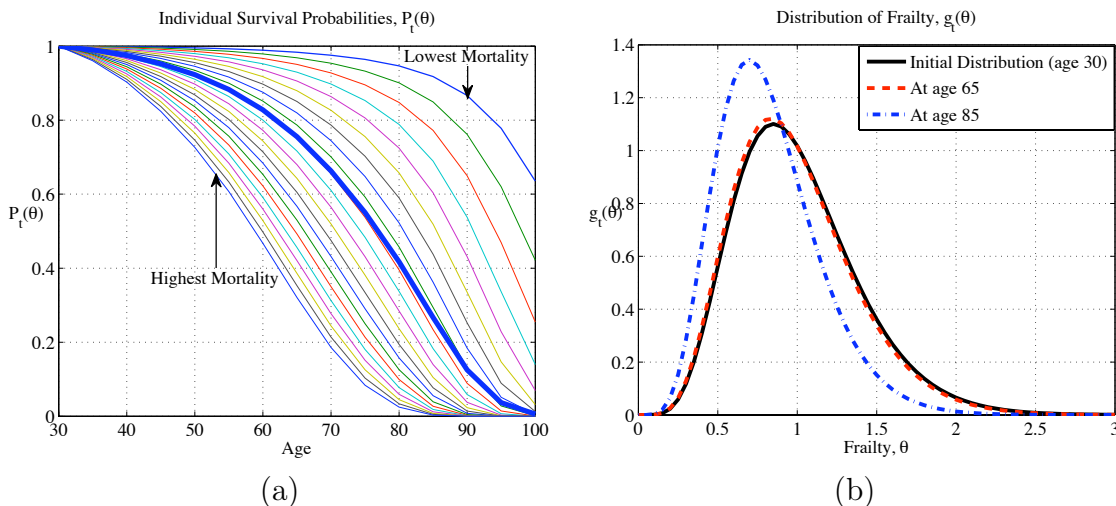 Individual Survival Probabilities, P_t(θ)
1
0.8
0.6
0.4
0.2
0
P_t(θ)
Lowest Mortality
Highest Mortality
30 40 50 60 70 80 90 100
Age
(a)
Distribution of Frailty, g_t(θ)
1.4
1.2
1
0.8
0.6
0.4
0.2
0
g_t(θ)
Initial Distribution (age 30)
At age 65
At age 85
0 0.5 1 1.5 2 2.5 3
Frailty, θ
(b)